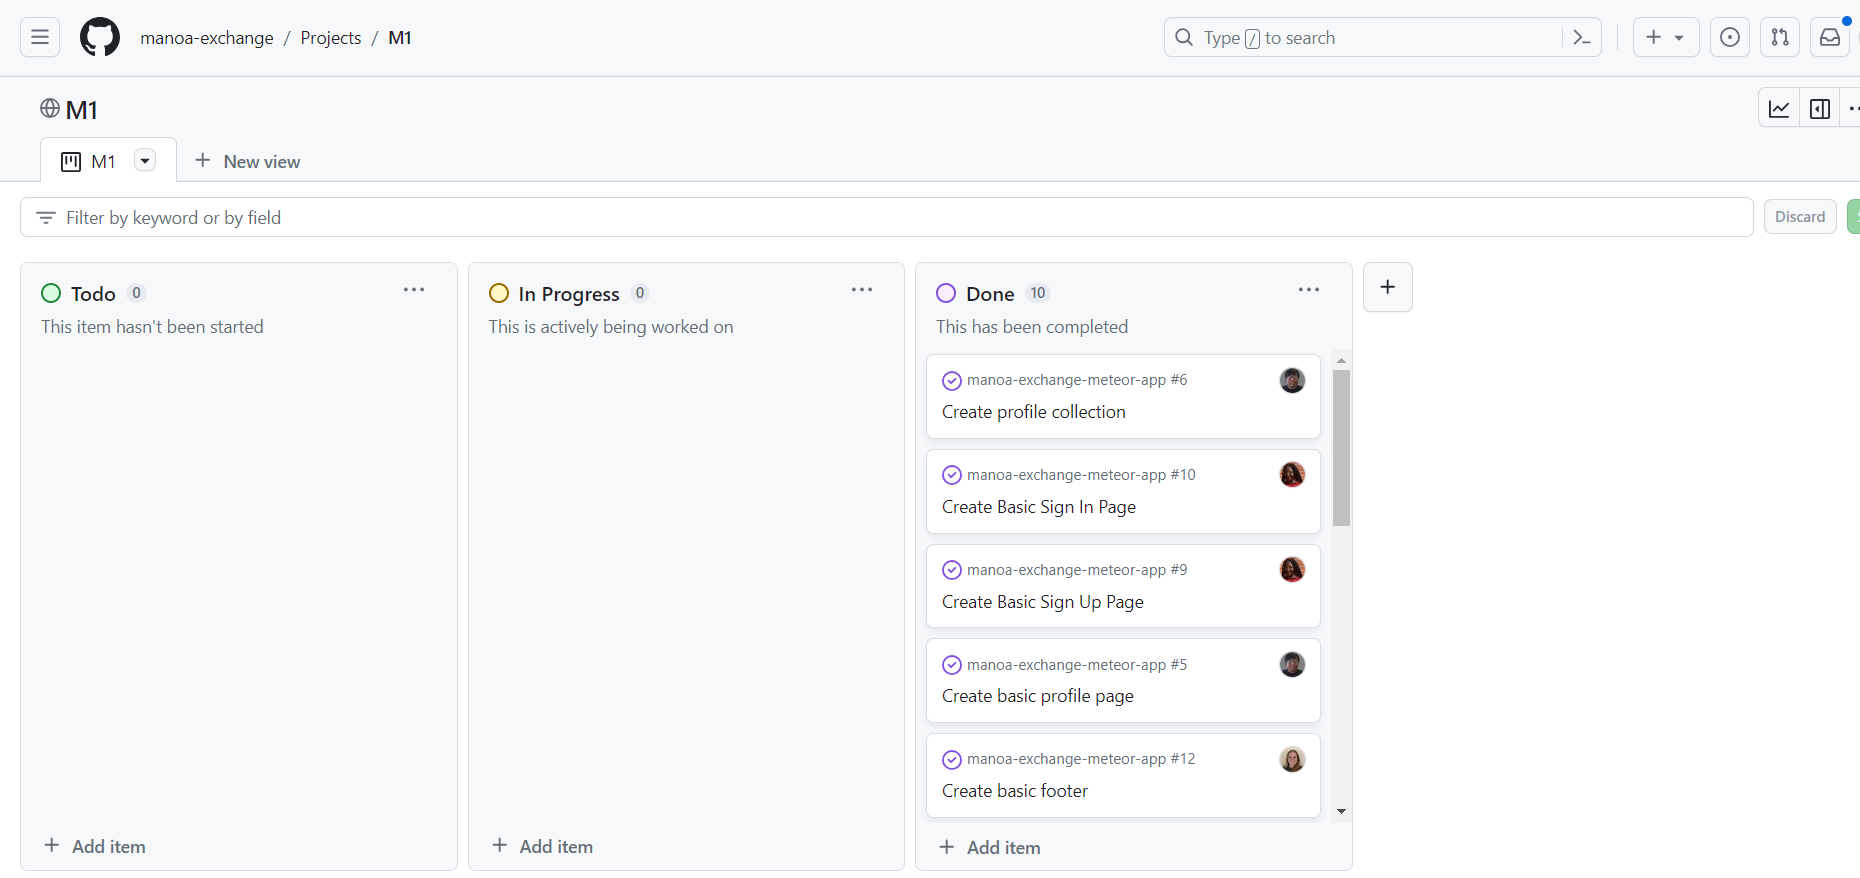 manoa-exchange / Projects / M1
Type / to search
M1
M1
New view
Filter by keyword or by field
Discard
Todo 0
This item hasn't been started
Add item
In Progress 0
This is actively being worked on
Add item
Done 10
This has been completed
manoa-exchange-meteor-app #6
Create profile collection
manoa-exchange-meteor-app #10
Create Basic Sign In Page
manoa-exchange-meteor-app #9
Create Basic Sign Up Page
manoa-exchange-meteor-app #5
Create basic profile page
manoa-exchange-meteor-app #12
Create basic footer
Add item